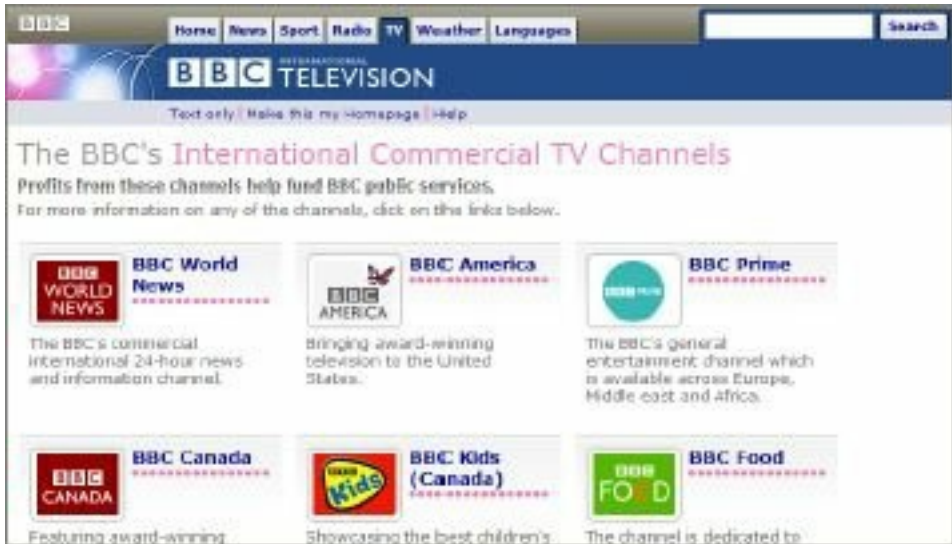 BBC
Home News Sport Radio TV Weather Languages
Search
BBC INTERNATIONAL TELEVISION
Text only | Make this my Homepage | Help
The BBC's International Commercial TV Channels
Profits from these channels help fund BBC public services.
For more information on any of the channels, click on the links below.
BBC WORLD NEWS
BBC World
News
The BBC's commercial
international 24-hour news
and information channel.
BBC AMERICA
BBC America
Bringing award-winning
television to the United
States.
BBC PRIME
BBC Prime
The BBC's general
entertainment channel which
is available across Europe,
Middle east and Africa.
BBC CANADA
BBC Canada
Featuring award-winning
BBC Kids
BBC Kids
(Canada)
Showcasing the best children's
BBC FOOD
BBC Food
The channel is dedicated to